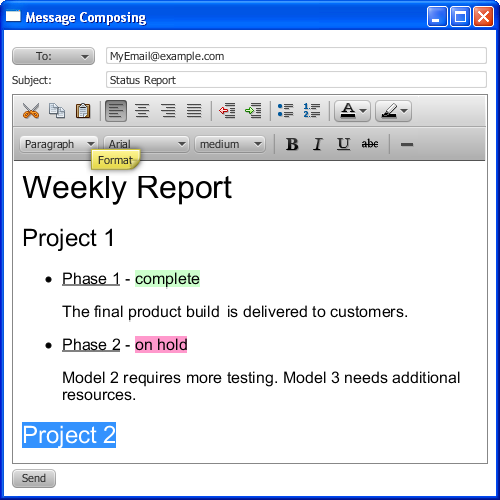 Message Composing
To: MyEmail@example.com
Subject: Status Report
A
Paragraph Arial medium B I U abc
Format
Weekly Report
Project 1
• Phase 1 - complete
The final product build is delivered to customers.
• Phase 2 - on hold
Model 2 requires more testing. Model 3 needs additional
resources.
Project 2
Send